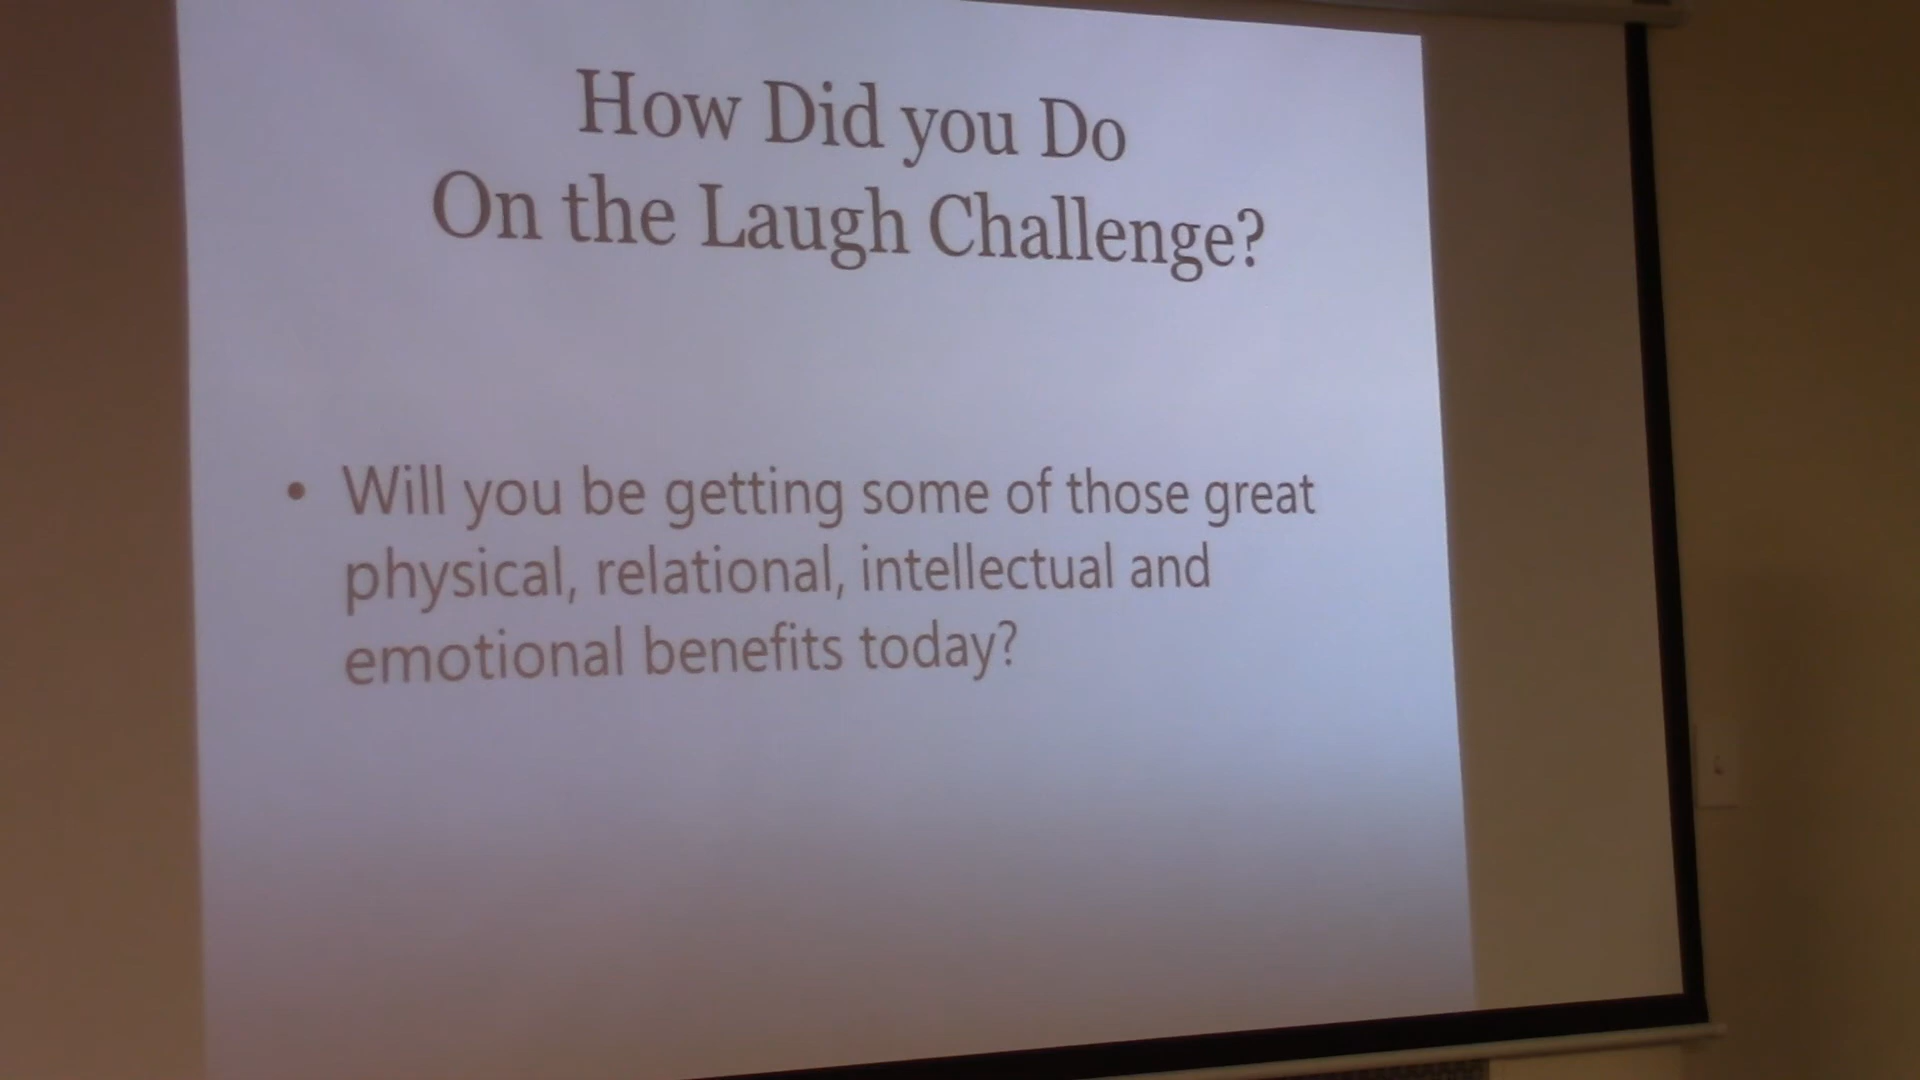 How Did you Do
On the Laugh Challenge?
• Will you be getting some of those great
physical, relational, intellectual and
emotional benefits today?